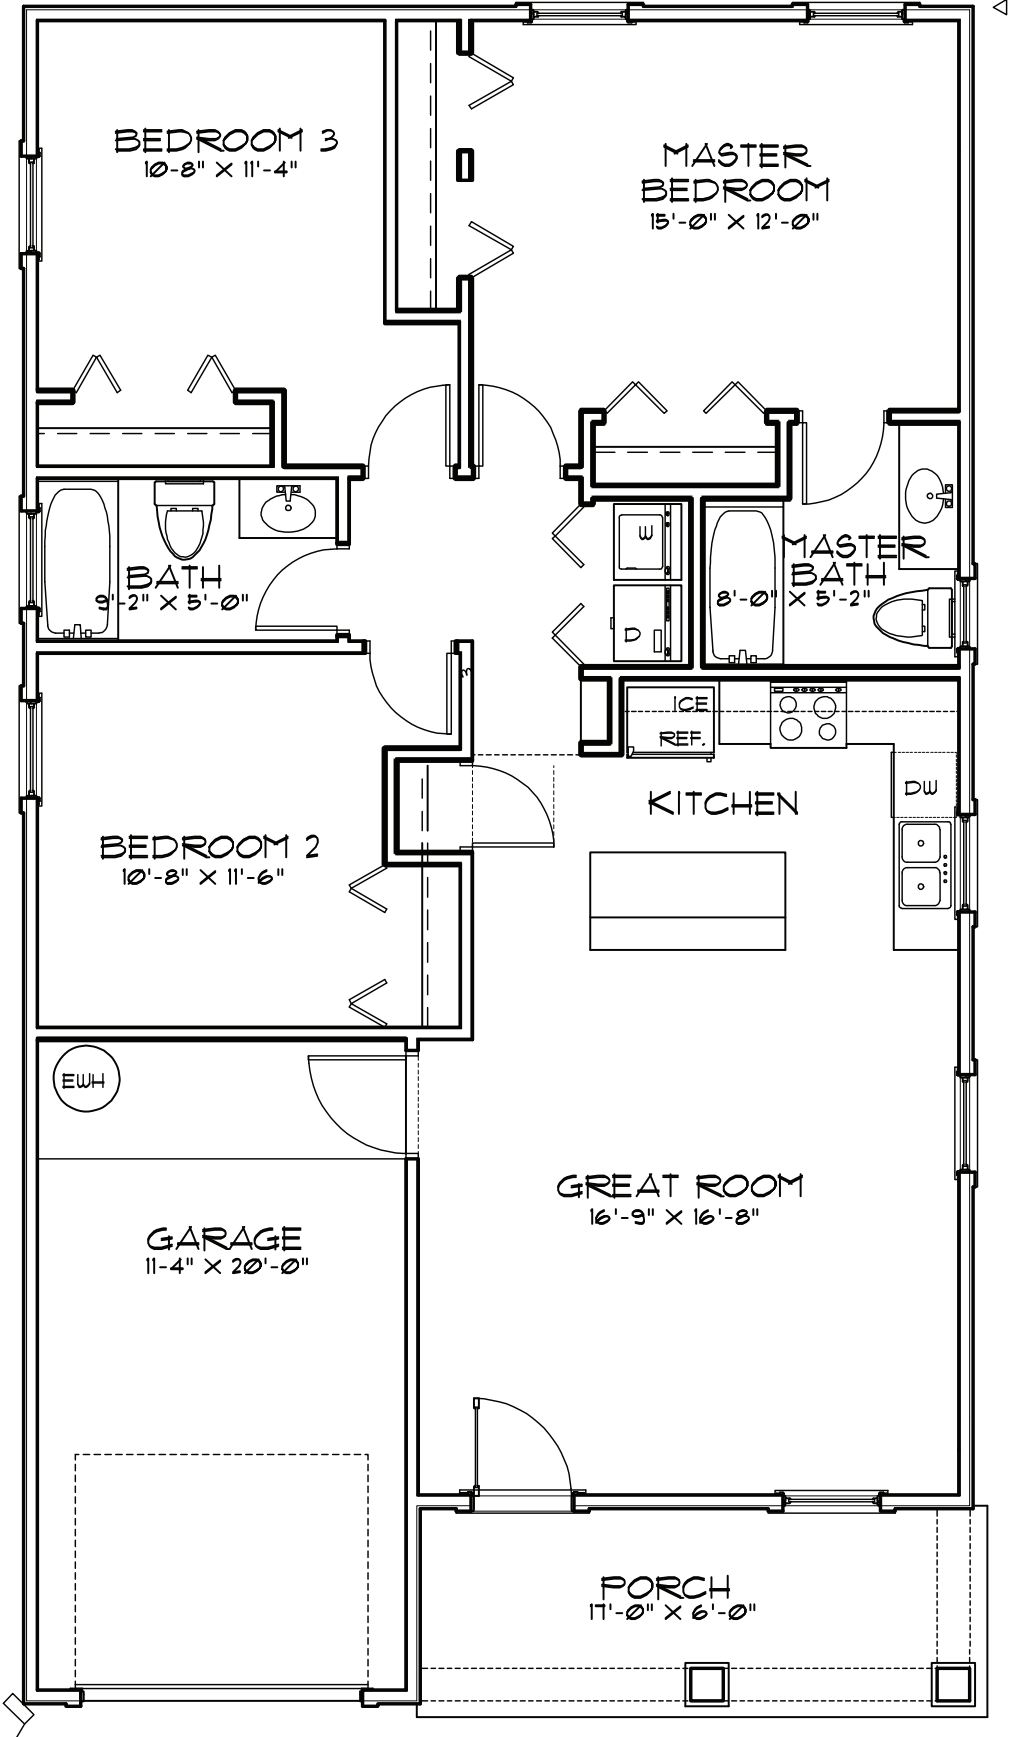 BEDROOM 3
10-8" X 11'-4"
MASTER
BEDROOM
15'-0" X 12'-0"
W
D
BATH
9'-2" X 5'-0"
MASTER
BATH
8'-0" X 5'-2"
3
ICE
REF.
DW
KITCHEN
BEDROOM 2
10'-8" X 11'-6"
EWH
GREAT ROOM
16'-9" X 16'-8"
GARAGE
11-4" X 20'-0"
PORCH
17'-0" X 6'-0"